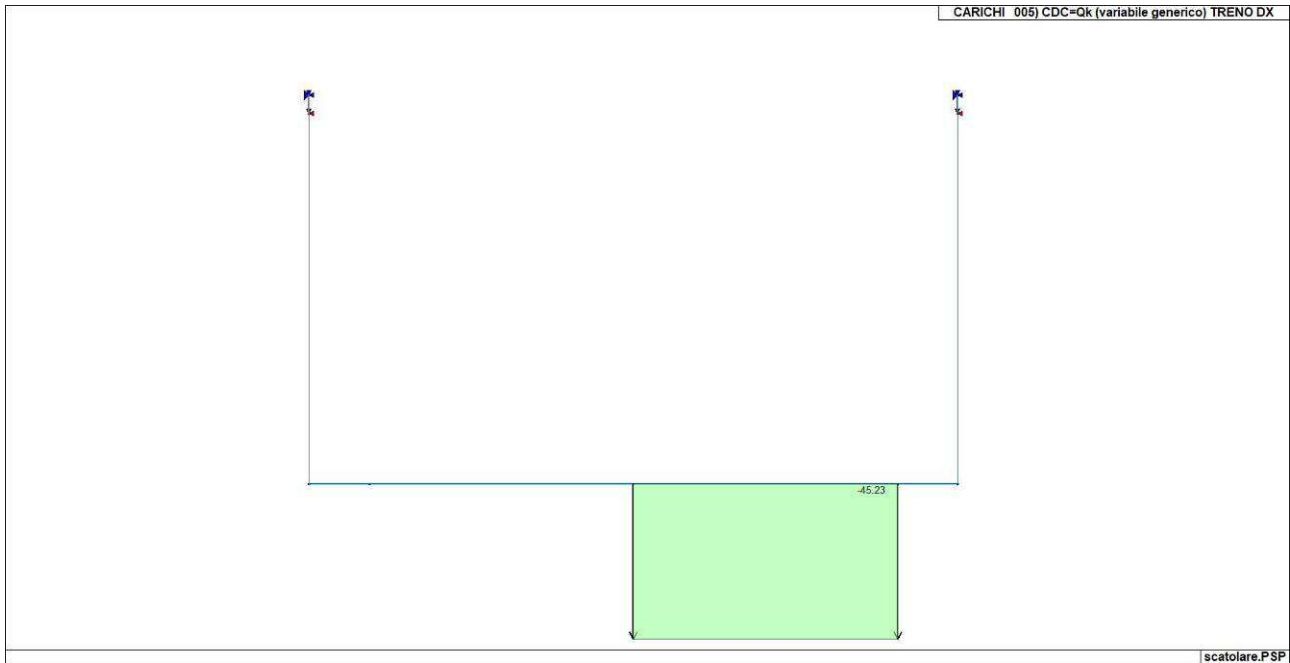 CARICHI 005) CDC=Qk (variabile generico) TRENO DX
-45.23
scatolare.PSP